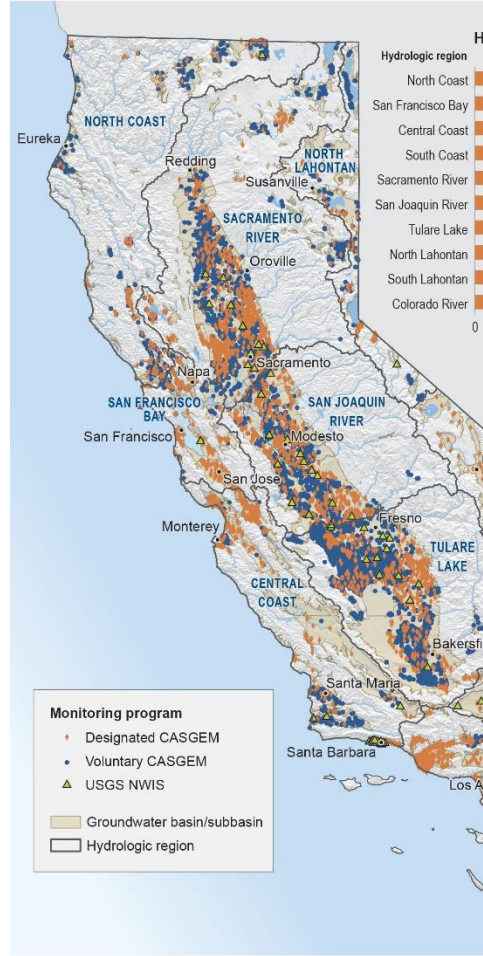 H
Hydrologic region
North Coast
San Francisco Bay
Central Coast
South Coast
Sacramento River
San Joaquin River
Tulare Lake
North Lahontan
South Lahontan
Colorado River
0
NORTH COAST
Eureka
Redding
NORTH
LAHONTAN
Susanville
SACRAMENTO
RIVER
Oroville
Sacramento
Napa
SAN FRANCISCO
BAY
SAN JOAQUIN
RIVER
San Francisco
Modesto
San Jose
Fresno
Monterey
TULARE
LAKE
CENTRAL
COAST
Bakersfi
Santa Maria
Santa Barbara
Los A
Monitoring program
Designated CASGEM
Voluntary CASGEM
USGS NWIS
Groundwater basin/subbasin
Hydrologic region